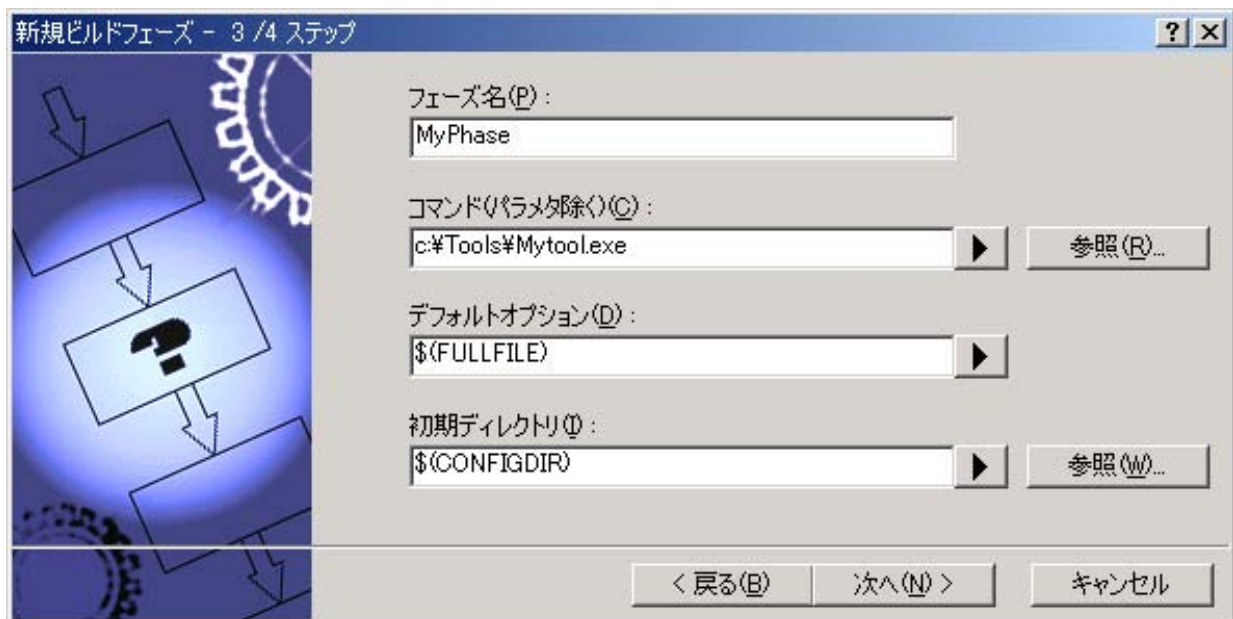 新規ビルドフェーズ - 3 /4 ステップ
フェーズ名(P) :
MyPhase
コマンド(パラメタ除く)(C) :
c:¥Tools¥Mytool.exe
参照(R)...
デフォルトオプション(D) :
$(FULLFILE)
初期ディレクトリ(I) :
$(CONFIGDIR)
参照(W)...
< 戻る(B)
次へ(N) >
キャンセル